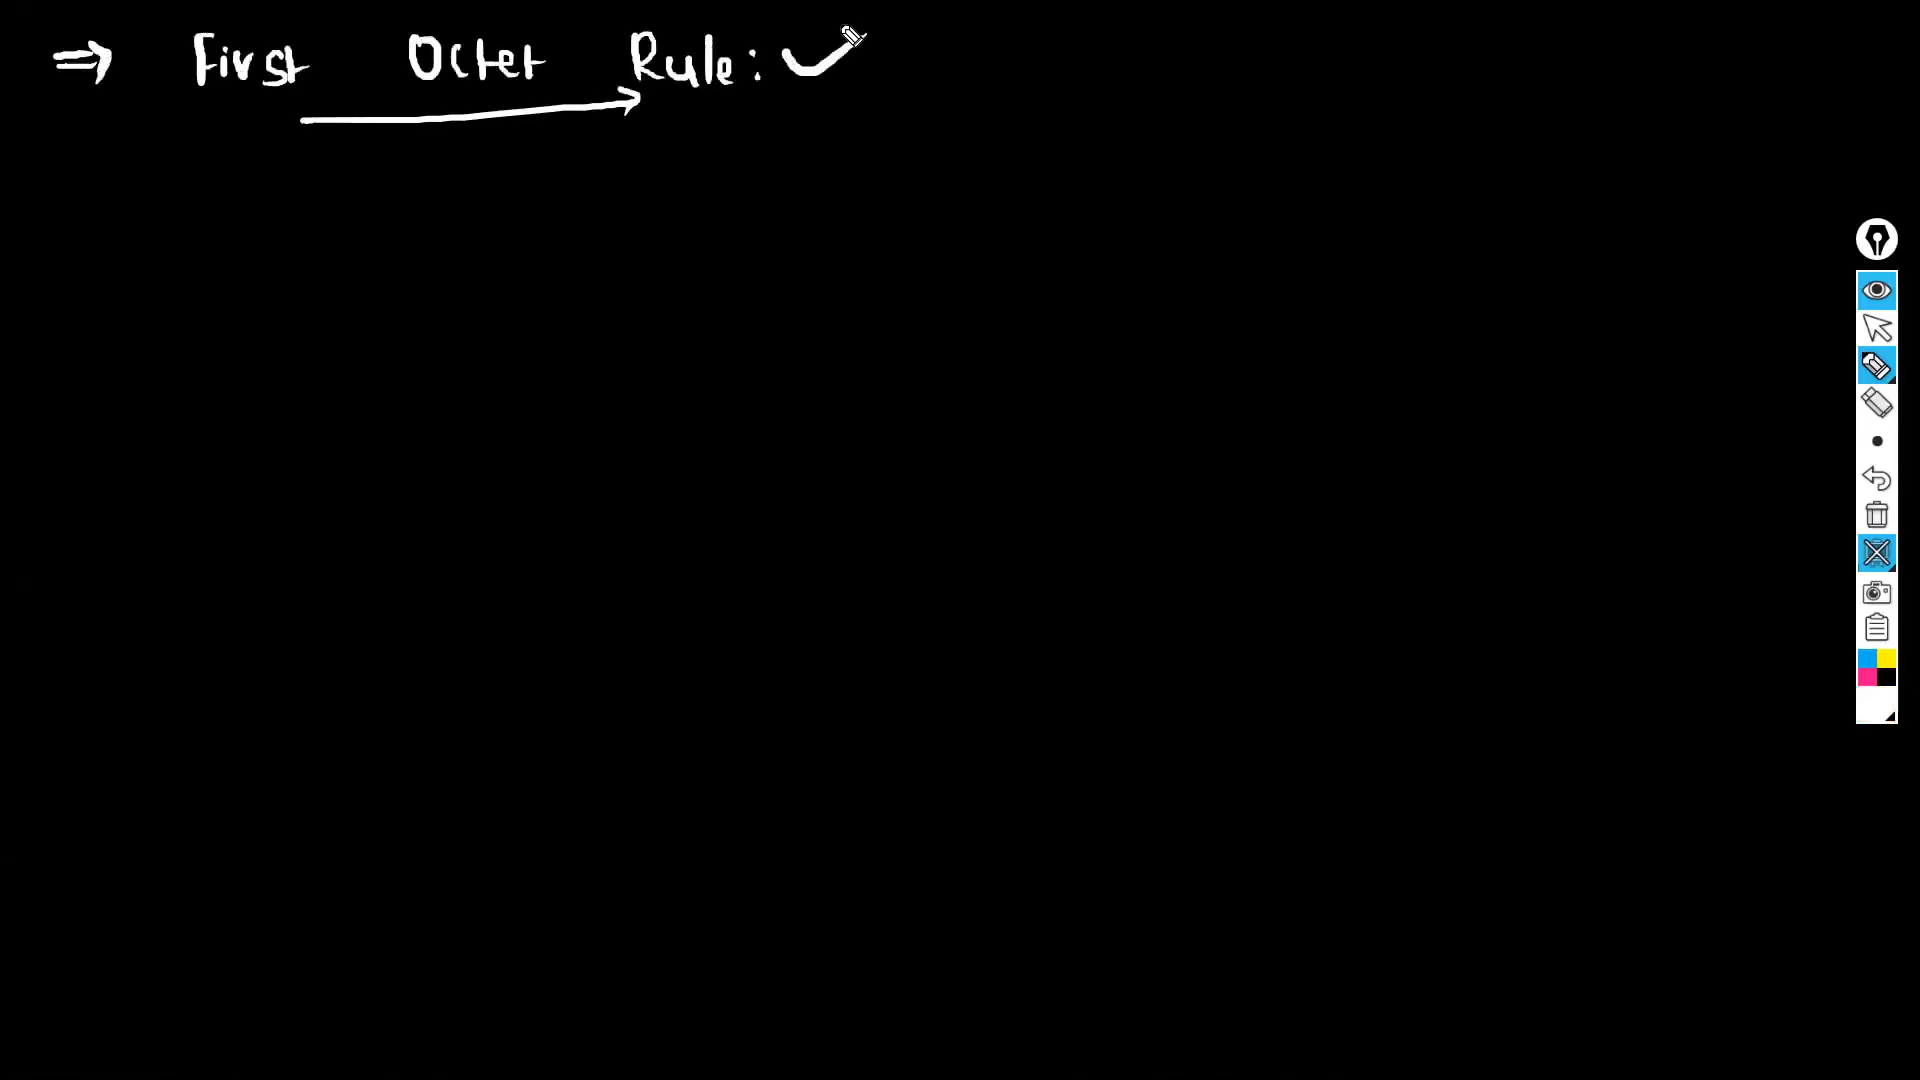 ⇒ First Octet Rule: ✓